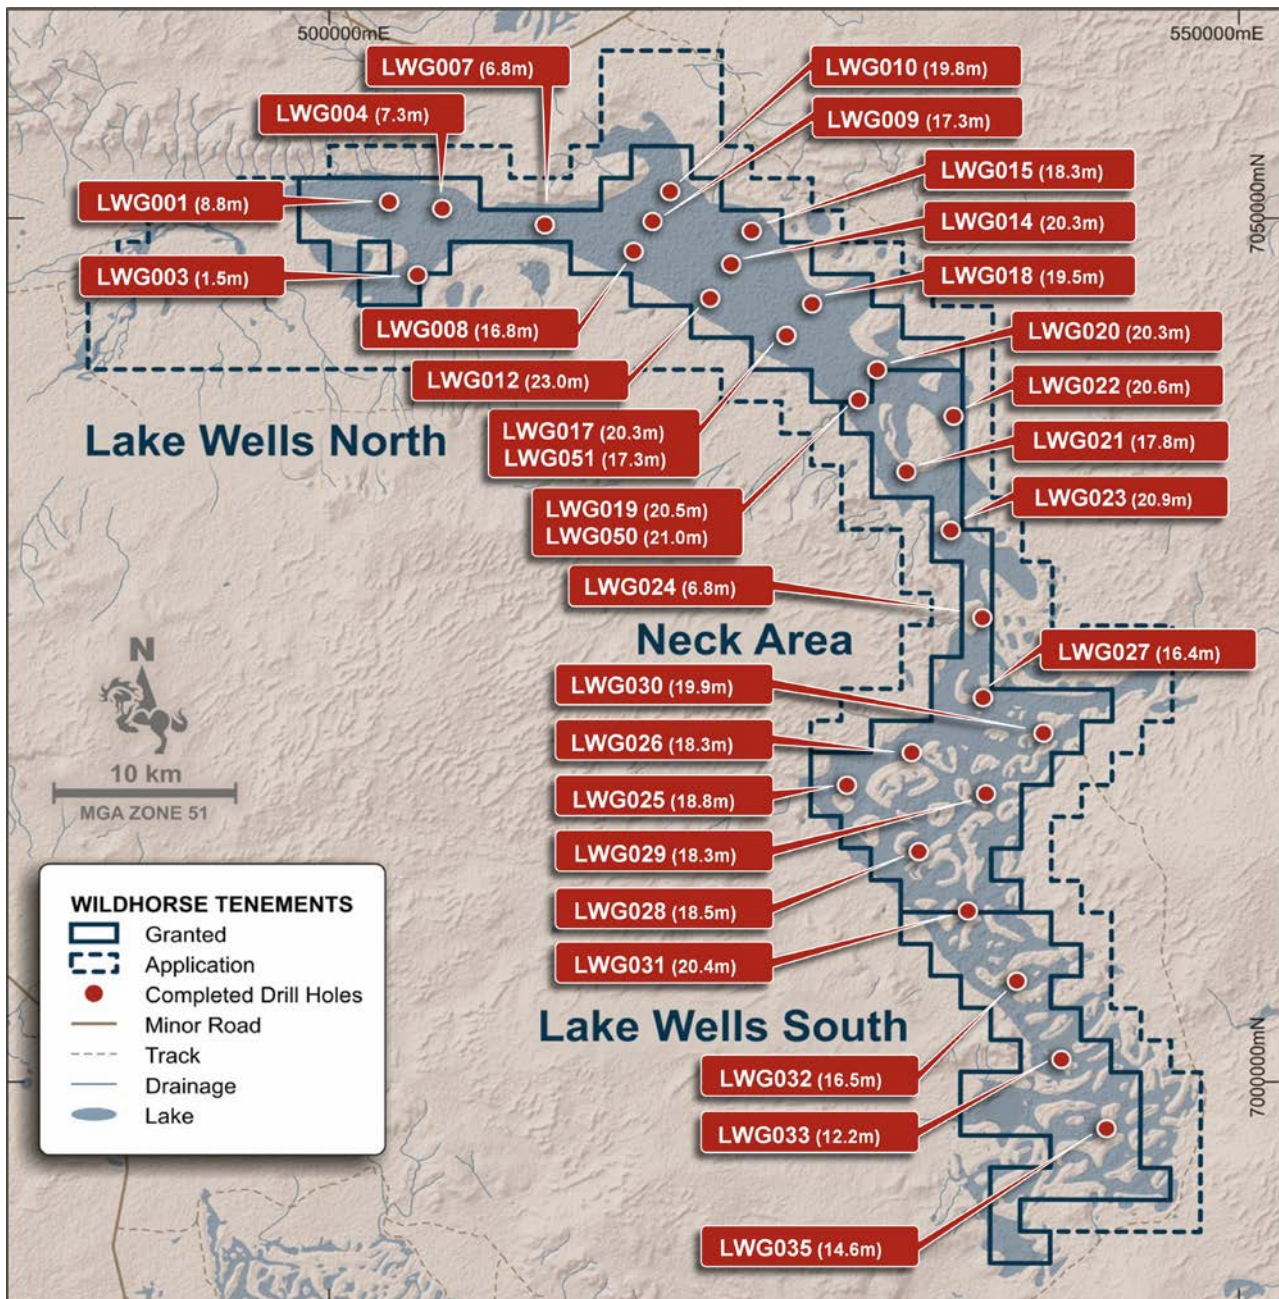 500000mE
550000mE
LWG007 (6.8m)
LWG010 (19.8m)
LWG004 (7.3m)
LWG009 (17.3m)
LWG015 (18.3m)
LWG001 (8.8m)
LWG014 (20.3m)
7050000mN
LWG003 (1.5m)
LWG018 (19.5m)
LWG008 (16.8m)
LWG020 (20.3m)
LWG012 (23.0m)
LWG022 (20.6m)
Lake Wells North
LWG017 (20.3m)
LWG051 (17.3m)
LWG021 (17.8m)
LWG023 (20.9m)
LWG019 (20.5m)
LWG050 (21.0m)
LWG024 (6.8m)
Neck Area
LWG027 (16.4m)
N
LWG030 (19.9m)
LWG026 (18.3m)
10 km
MGA ZONE 51
LWG025 (18.8m)
LWG029 (18.3m)
LWG028 (18.5m)
LWG031 (20.4m)
WILDHORSE TENEMENTS
Granted
Application
Completed Drill Holes
Minor Road
Track
Drainage
Lake
Lake Wells South
LWG032 (16.5m)
7000000mN
LWG033 (12.2m)
LWG035 (14.6m)